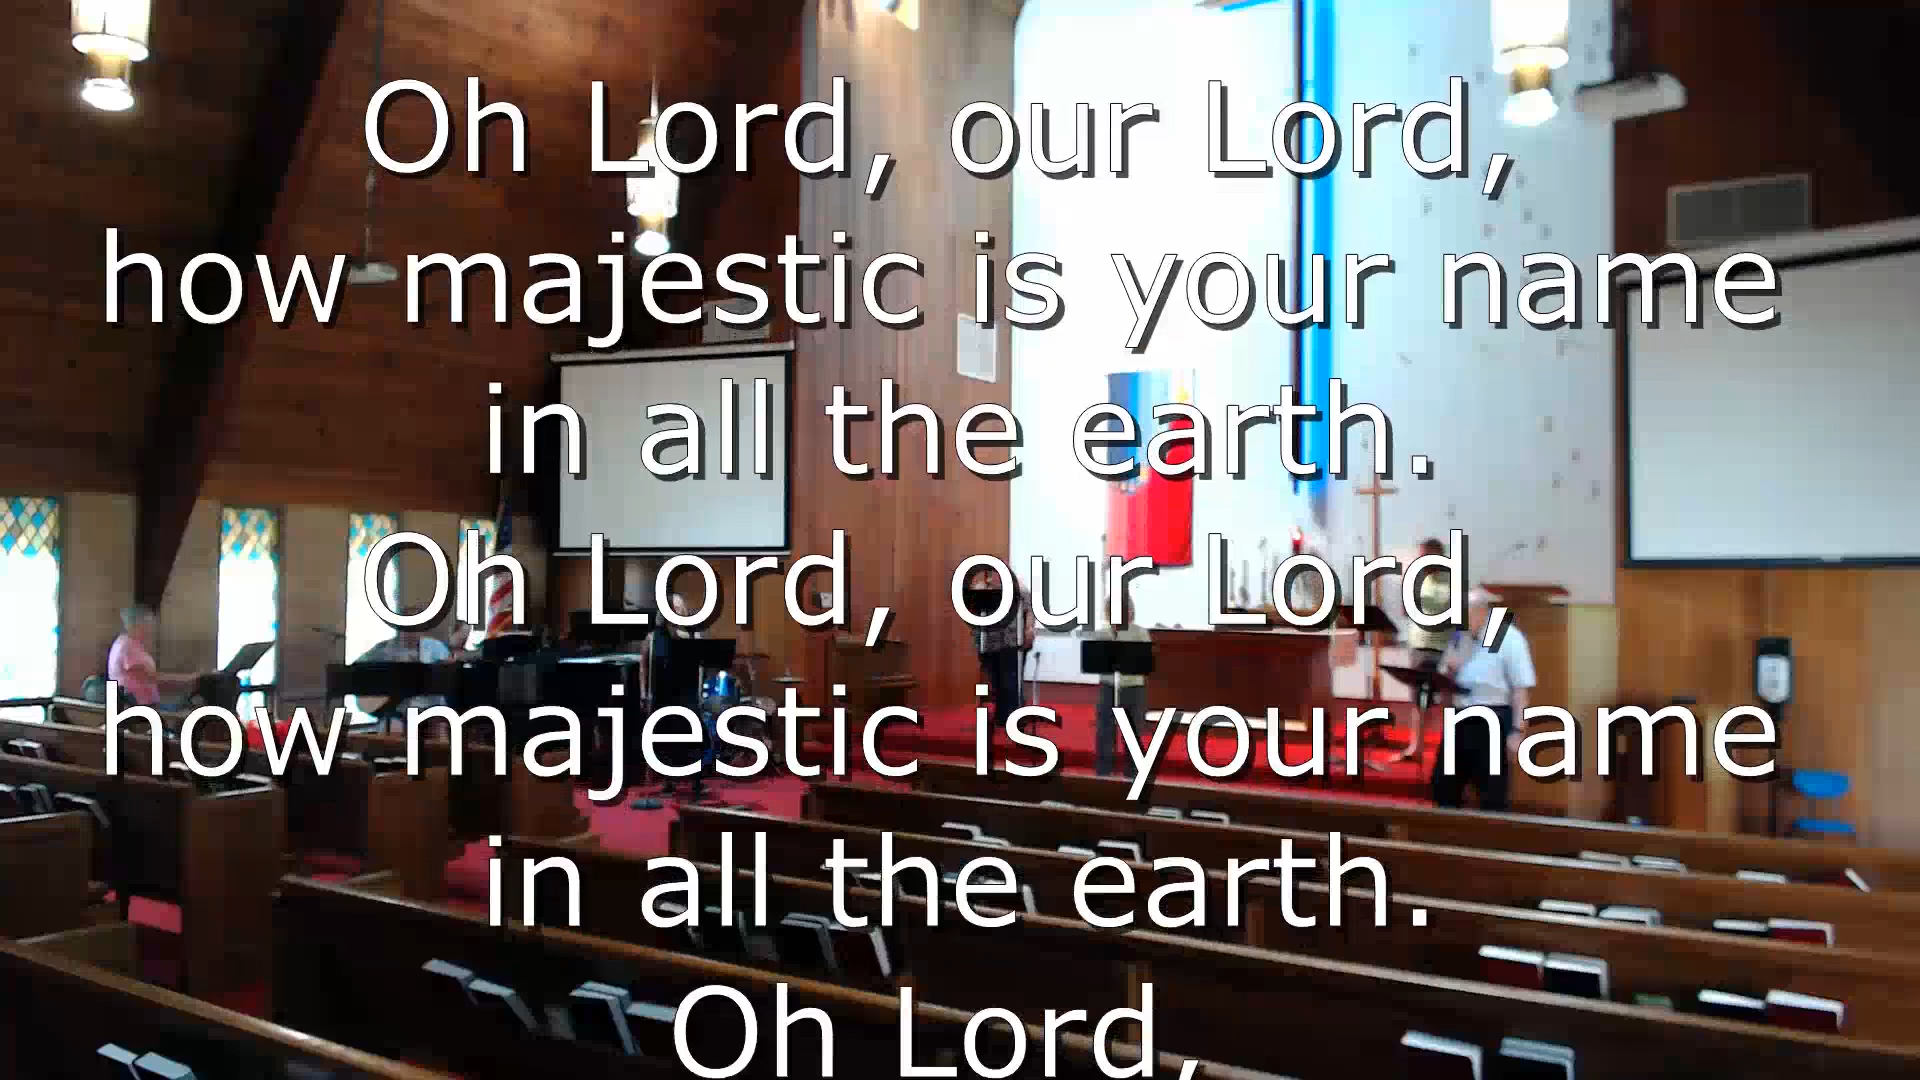 Oh Lord, our Lord,
how majestic is your name
in all the earth.
Oh Lord, our Lord,
how majestic is your name
in all the earth.
Oh Lord,